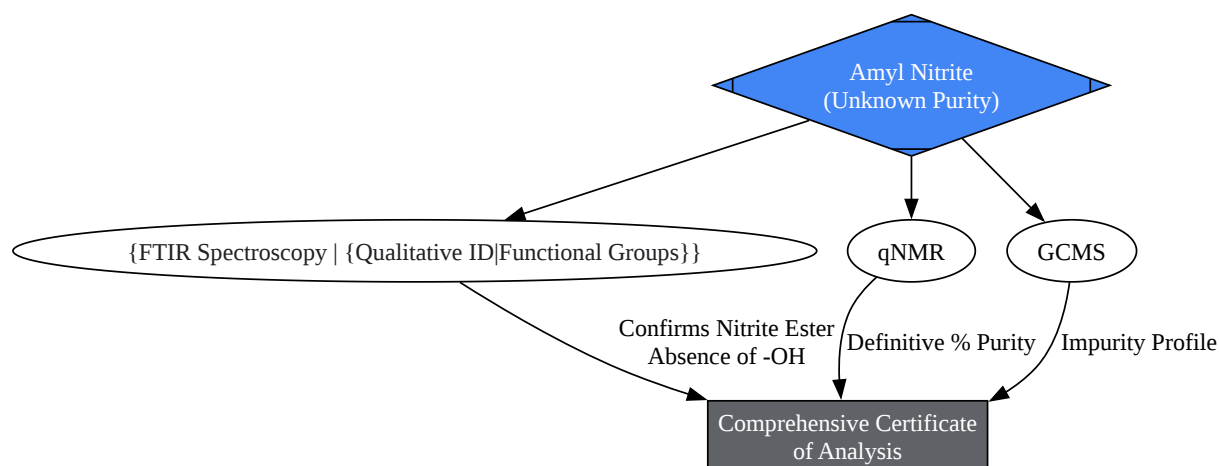 Amyl Nitrite
(Unknown Purity)
{FTIR Spectroscopy | {Qualitative ID|Functional Groups}}
qNMR
GCMS
Confirms Nitrite Ester
Absence of -OH
Definitive % Purity
Impurity Profile
Comprehensive Certificate
of Analysis